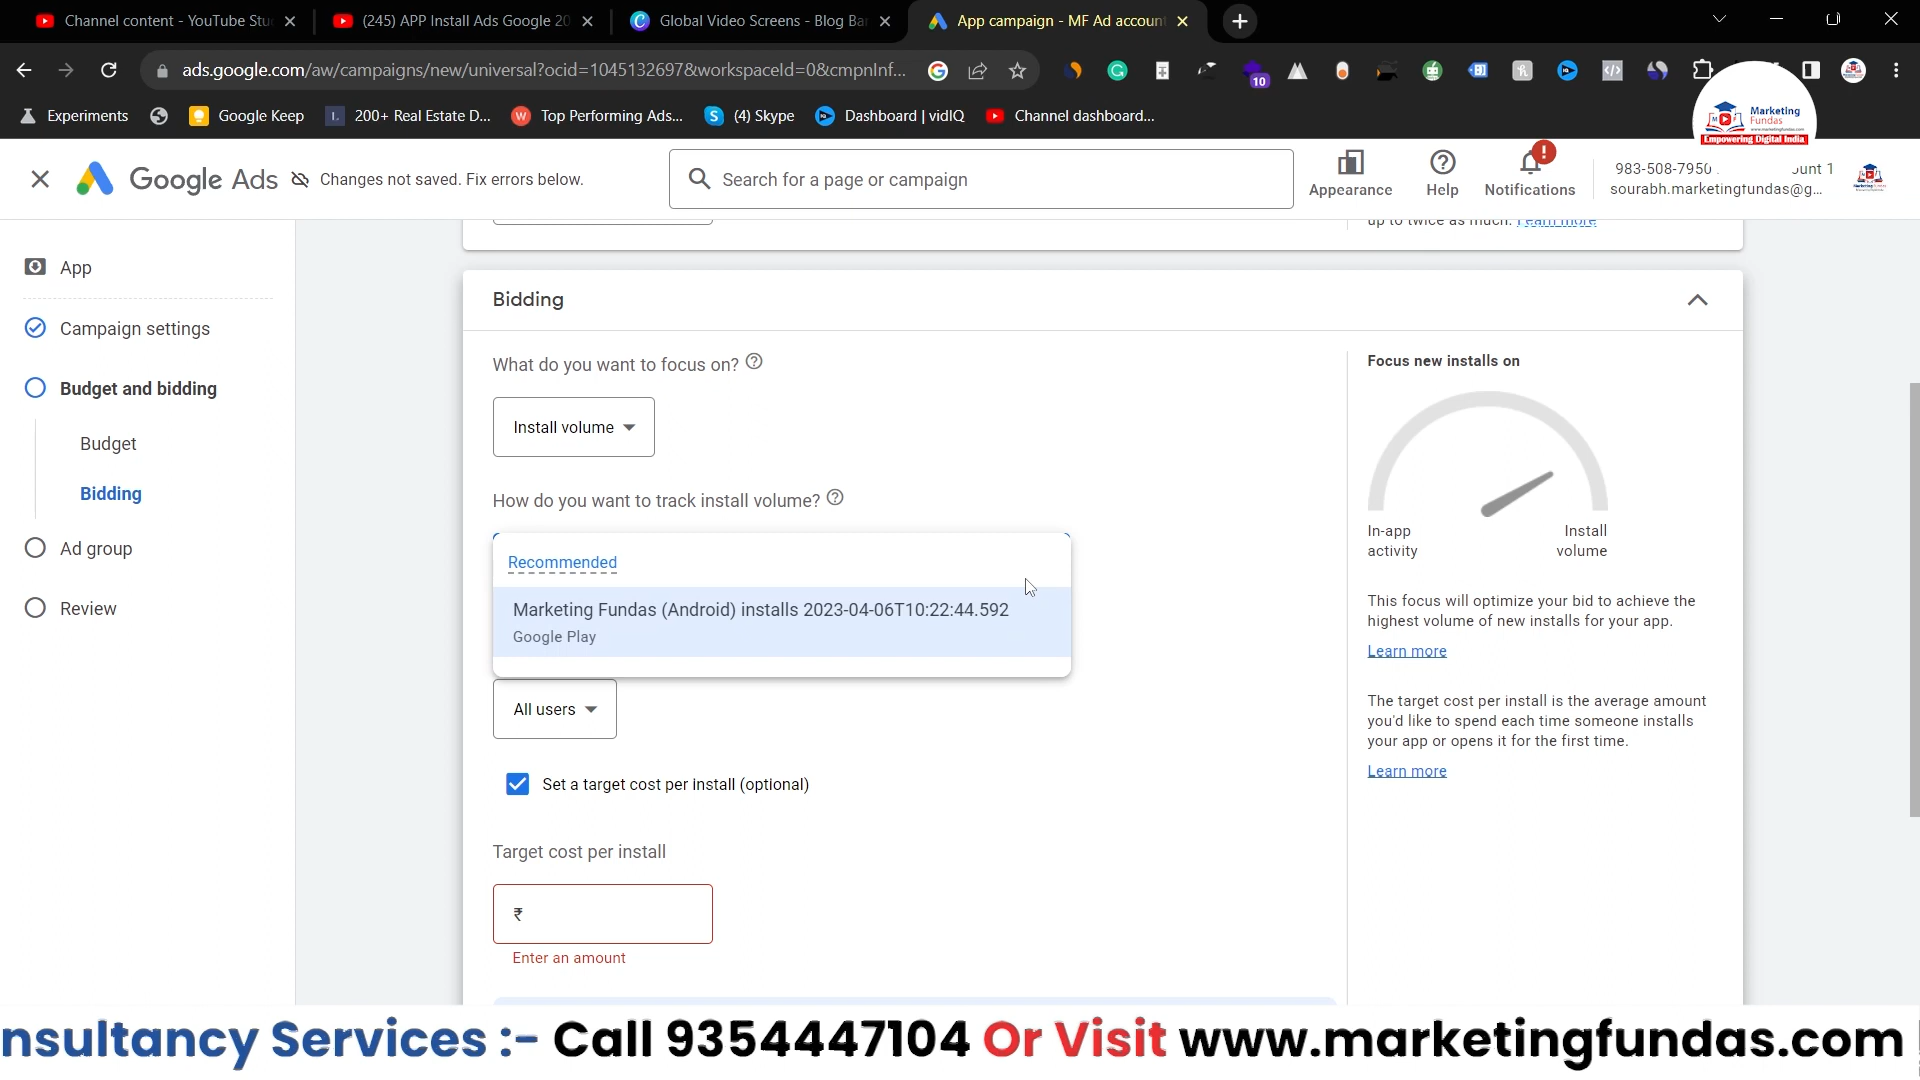 Channel content - YouTube Stu
(245) APP Install Ads Google 20
Global Video Screens - Blog Ba
App campaign - MF Ad account
ads.google.com/aw/campaigns/new/universal?ocid=1045132697&workspaceId=0&cmpnInf...
10
Experiments
Google Keep
200+ Real Estate D...
Top Performing Ads...
(4) Skype
Dashboard | vidIQ
Channel dashboard...
Marketing
Fundas
www.marketingfundas.com
Empowering Digital India
Google Ads
Changes not saved. Fix errors below.
Search for a page or campaign
Appearance
Help
Notifications
983-508-7950
ount 1
sourabh.marketingfundas@g...
up to twice as much. Learn more
App
Campaign settings
Budget and bidding
Budget
Bidding
Ad group
Review
Bidding
What do you want to focus on?
Install volume
How do you want to track install volume?
Recommended
Marketing Fundas (Android) installs 2023-04-06T10:22:44.592
Google Play
All users
Set a target cost per install (optional)
Target cost per install
₹
Enter an amount
Focus new installs on
In-app
activity
Install
volume
This focus will optimize your bid to achieve the
highest volume of new installs for your app.
Learn more
The target cost per install is the average amount
you'd like to spend each time someone installs
your app or opens it for the first time.
Learn more
nsultancy Services :- Call 9354447104 Or Visit www.marketingfundas.com